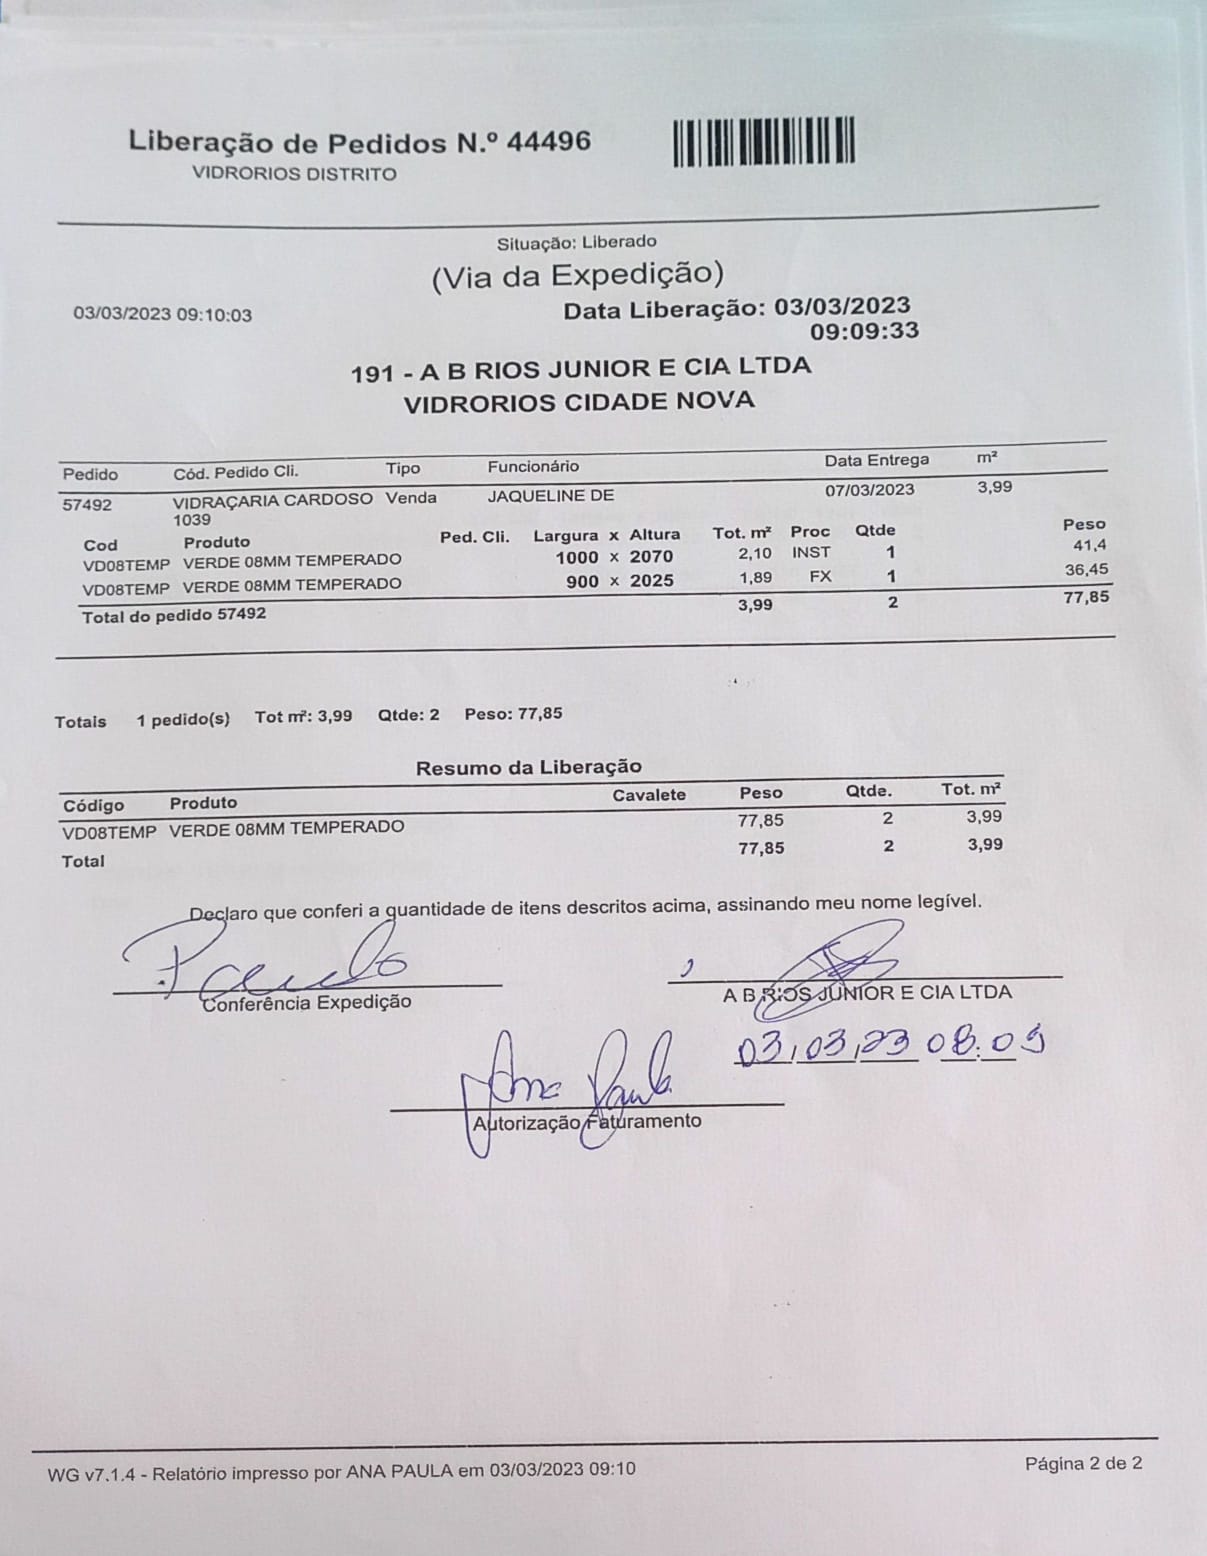 Liberação de Pedidos N.º 44496
VIDRORIOS DISTRITO
Situação: Liberado
(Via da Expedição)
03/03/2023 09:10:03
Data Liberação: 03/03/2023
09:09:33
191 - A B RIOS JUNIOR E CIA LTDA
VIDRORIOS CIDADE NOVA
Pedido Cód. Pedido Cli. Tipo Funcionário Data Entrega m²
57492 VIDRAÇARIA CARDOSO Venda JAQUELINE DE 07/03/2023 3,99
1039
Cod Produto Ped. Cli. Largura x Altura Tot. m² Proc Qtde Peso
VD08TEMP VERDE 08MM TEMPERADO 1000 x 2070 2,10 INST 1 41,4
VD08TEMP VERDE 08MM TEMPERADO 900 x 2025 1,89 FX 1 36,45
Total do pedido 57492 3,99 2 77,85
Totais 1 pedido(s) Tot m²: 3,99 Qtde: 2 Peso: 77,85
Resumo da Liberação
Código Produto Cavalete Peso Qtde. Tot. m²
VD08TEMP VERDE 08MM TEMPERADO 77,85 2 3,99
Total 77,85 2 3,99
Declaro que conferi a quantidade de itens descritos acima, assinando meu nome legível.
Conferência Expedição
A B RIOS JUNIOR E CIA LTDA
03/03/23 08:09
Ana Paula
Autorização Faturamento
WG v7.1.4 - Relatório impresso por ANA PAULA em 03/03/2023 09:10
Página 2 de 2